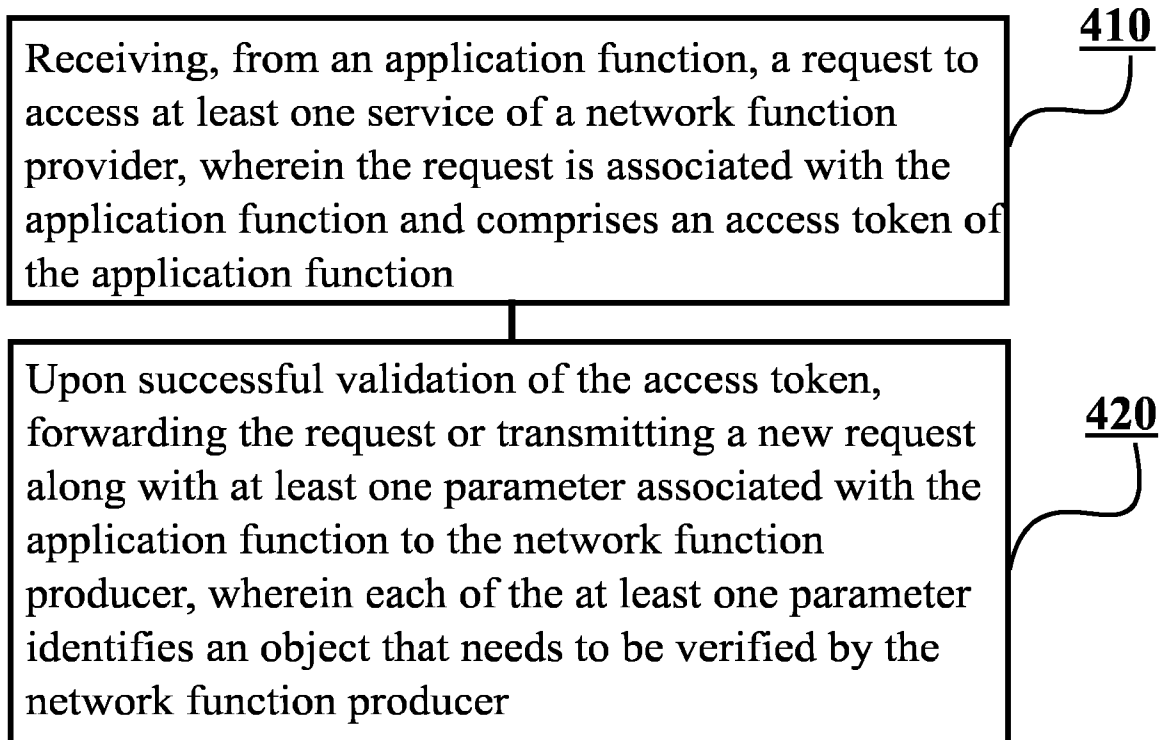 410
Receiving, from an application function, a request to
access at least one service of a network function
provider, wherein the request is associated with the
application function and comprises an access token of
the application function
420
Upon successful validation of the access token,
forwarding the request or transmitting a new request
along with at least one parameter associated with the
application function to the network function
producer, wherein each of the at least one parameter
identifies an object that needs to be verified by the
network function producer